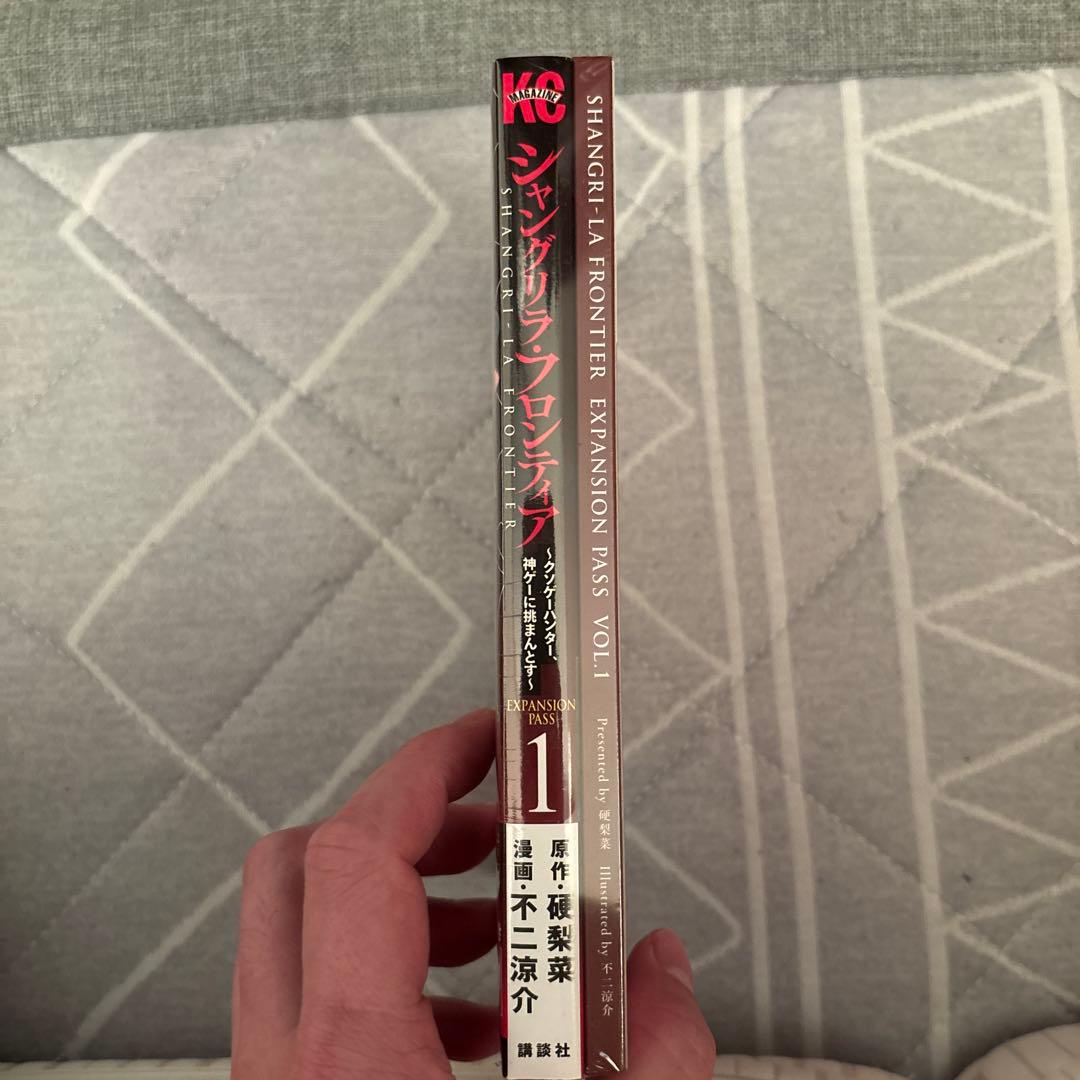 KC
MAGAZINE
シャングリラ・フロンティア
SHANGRI-LA FRONTIER
～クソゲーハンター、
神ゲーに挑まんとす～
EXPANSION
PASS
1
原作・硬梨菜
漫画・不二涼介
講談社
SHANGRI-LA FRONTIER EXPANSION PASS VOL.1
Presented by 硬梨菜 Illustrated by 不二涼介